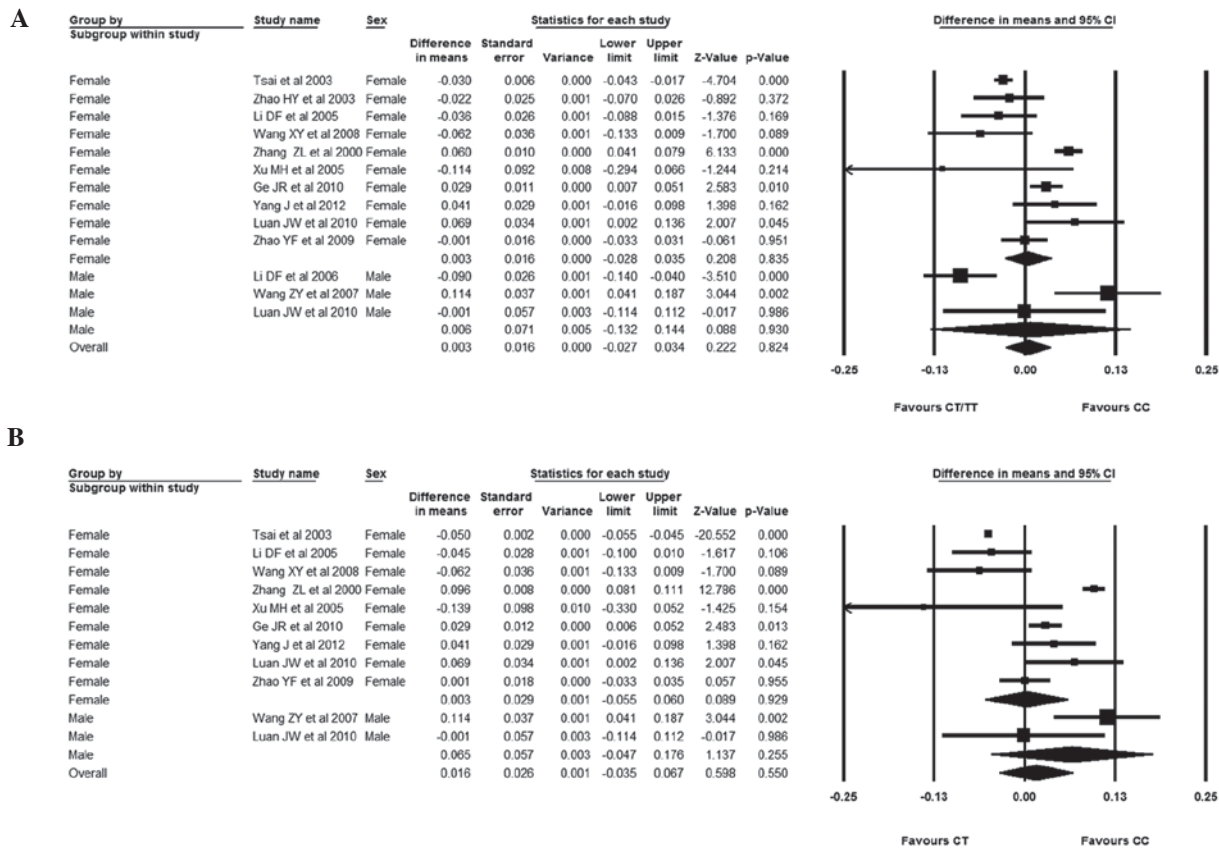 A
Group by Study name Sex Statistics for each study Difference in means and 95% CI
Subgroup within study
Difference Standard Lower Upper
in means error Variance limit limit Z-Value p-Value
Female Tsai et al 2003 Female -0.030 0.006 0.000 -0.043 -0.017 -4.704 0.000
Female Zhao HY et al 2003 Female -0.022 0.025 0.001 -0.070 0.026 -0.892 0.372
Female Li DF et al 2005 Female -0.036 0.026 0.001 -0.088 0.015 -1.376 0.169
Female Wang XY et al 2008 Female -0.062 0.036 0.001 -0.133 0.009 -1.700 0.089
Female Zhang ZL et al 2000 Female 0.060 0.010 0.000 0.041 0.079 6.133 0.000
Female Xu MH et al 2005 Female -0.114 0.092 0.008 -0.294 0.066 -1.244 0.214
Female Ge JR et al 2010 Female 0.029 0.011 0.000 0.007 0.051 2.583 0.010
Female Yang J et al 2012 Female 0.041 0.029 0.001 -0.016 0.098 1.398 0.162
Female Luan JW et al 2010 Female 0.069 0.034 0.001 0.002 0.136 2.007 0.045
Female Zhao YF et al 2009 Female -0.001 0.016 0.000 -0.033 0.031 -0.061 0.951
Female 0.003 0.016 0.000 -0.028 0.035 0.208 0.835
Male Li DF et al 2006 Male -0.090 0.026 0.001 -0.140 -0.040 -3.510 0.000
Male Wang ZY et al 2007 Male 0.114 0.037 0.001 0.041 0.187 3.044 0.002
Male Luan JW et al 2010 Male -0.001 0.057 0.003 -0.114 0.112 -0.017 0.986
Male 0.006 0.071 0.005 -0.132 0.144 0.088 0.930
Overall 0.003 0.016 0.000 -0.027 0.034 0.222 0.824
-0.25 -0.13 0.00 0.13 0.25
Favours CT/TT Favours CC
B
Group by Study name Sex Statistics for each study Difference in means and 95% CI
Subgroup within study
Difference Standard Lower Upper
in means error Variance limit limit Z-Value p-Value
Female Tsai et al 2003 Female -0.050 0.002 0.000 -0.055 -0.045 -20.552 0.000
Female Li DF et al 2005 Female -0.045 0.028 0.001 -0.100 0.010 -1.617 0.106
Female Wang XY et al 2008 Female -0.062 0.036 0.001 -0.133 0.009 -1.700 0.089
Female Zhang ZL et al 2000 Female 0.096 0.008 0.000 0.081 0.111 12.786 0.000
Female Xu MH et al 2005 Female -0.139 0.098 0.010 -0.330 0.052 -1.425 0.154
Female Ge JR et al 2010 Female 0.029 0.012 0.000 0.006 0.052 2.483 0.013
Female Yang J et al 2012 Female 0.041 0.029 0.001 -0.016 0.098 1.398 0.162
Female Luan JW et al 2010 Female 0.069 0.034 0.001 0.002 0.136 2.007 0.045
Female Zhao YF et al 2009 Female 0.001 0.018 0.000 -0.033 0.035 0.057 0.955
Female 0.003 0.029 0.001 -0.055 0.060 0.089 0.929
Male Wang ZY et al 2007 Male 0.114 0.037 0.001 0.041 0.187 3.044 0.002
Male Luan JW et al 2010 Male -0.001 0.057 0.003 -0.114 0.112 -0.017 0.986
Male 0.065 0.057 0.003 -0.047 0.176 1.137 0.255
Overall 0.016 0.026 0.001 -0.035 0.067 0.598 0.550
-0.25 -0.13 0.00 0.13 0.25
Favours CT Favours CC